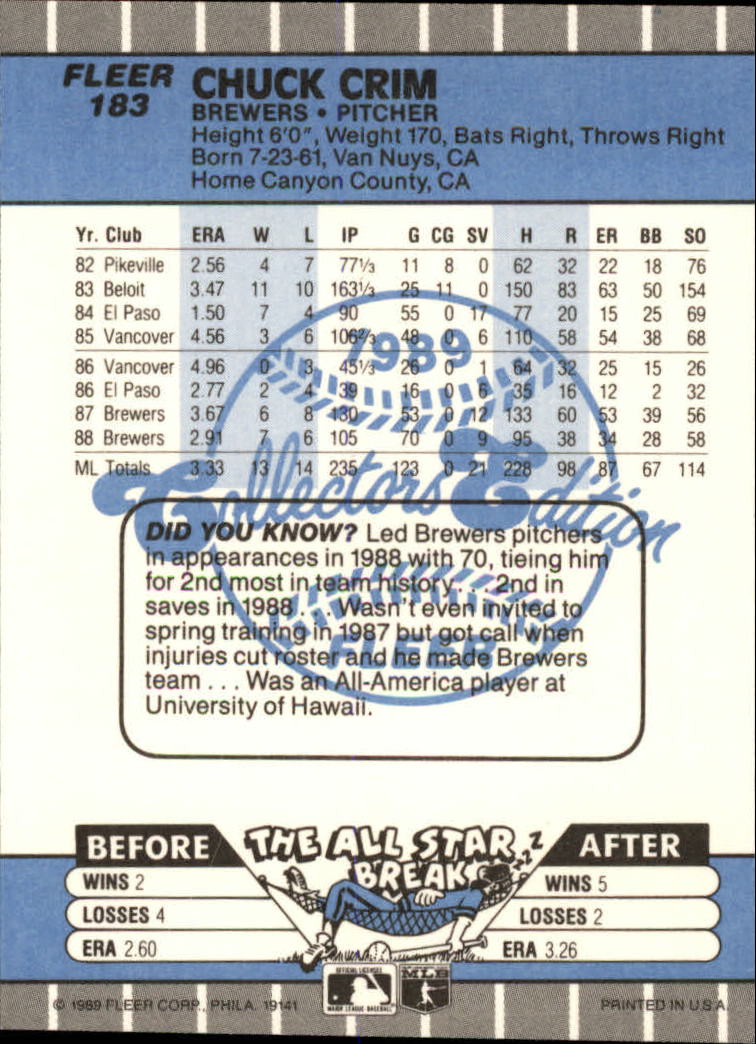 FLEER
183
CHUCK CRIM
BREWERS • PITCHER
Height 6'0", Weight 170, Bats Right, Throws Right
Born 7-23-61, Van Nuys, CA
Home Canyon County, CA
Yr. Club ERA W L IP G CG SV H R ER BB SO
82 Pikeville 2.56 4 7 77⅓ 11 8 0 62 32 22 18 76
83 Beloit 3.47 11 10 163⅓ 25 11 0 150 83 63 50 154
84 El Paso 1.50 7 4 90 55 0 17 77 20 15 25 69
85 Vancover 4.56 3 6 106⅔ 48 0 6 110 58 54 38 68
86 Vancover 4.96 0 3 45⅓ 26 0 1 64 32 25 15 26
86 El Paso 2.77 2 4 39 16 0 6 35 16 12 2 32
87 Brewers 3.67 6 8 130 53 0 12 133 60 53 39 56
88 Brewers 2.91 7 6 105 70 0 9 95 38 34 28 58
ML Totals 3.33 13 14 235 123 0 21 228 98 87 67 114
1989
Collectors' Edition
FLEER
DID YOU KNOW? Led Brewers pitchers
in appearances in 1988 with 70, tieing him
for 2nd most in team history . . . 2nd in
saves in 1988 . . . Wasn't even invited to
spring training in 1987 but got call when
injuries cut roster and he made Brewers
team . . . Was an All-America player at
University of Hawaii.
BEFORE THE ALL STAR BREAK AFTER
ZZZ
WINS 2 WINS 5
LOSSES 4 LOSSES 2
ERA 2.60 ERA 3.26
OFFICIAL LICENSEE
MAJOR LEAGUE BASEBALL
MLB
© 1989 FLEER CORP., PHILA. 19141 PRINTED IN U.S.A.